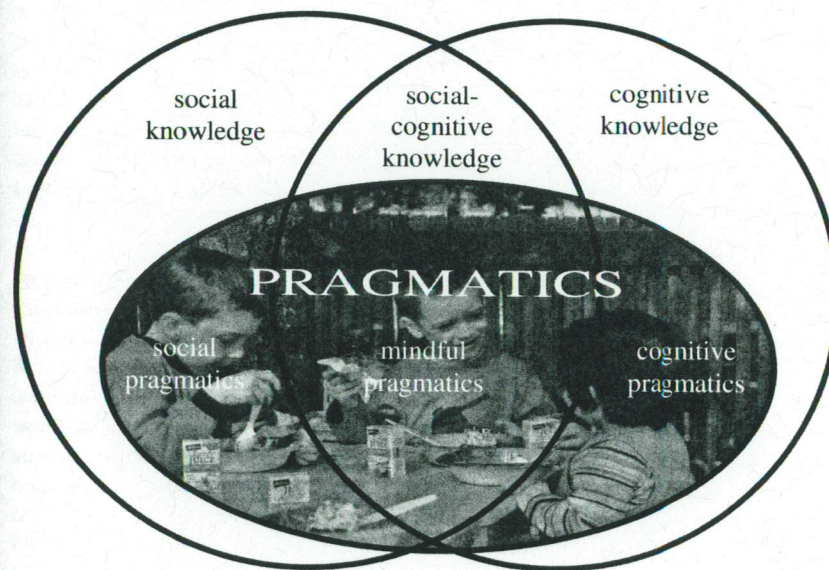 social
knowledge
social-
cognitive
knowledge
cognitive
knowledge
PRAGMATICS
social
pragmatics
mindful
pragmatics
cognitive
pragmatics